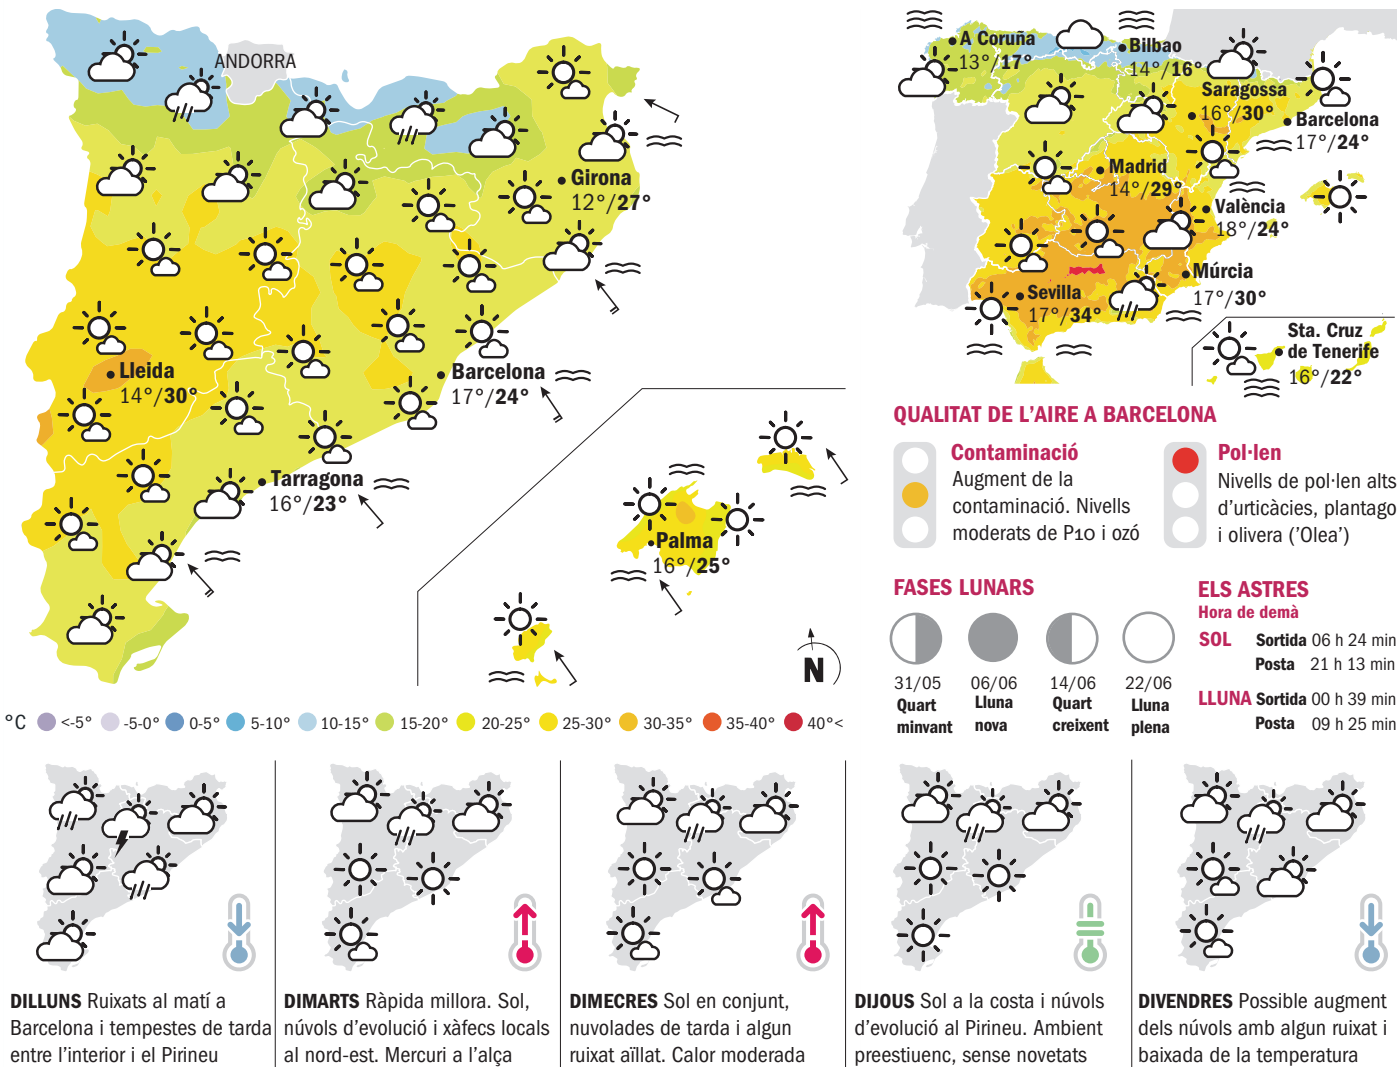 ANDORRA
Girona
12°/27°
Lleida
14°/30°
Barcelona
17°/24°
Tarragona
16°/23°
Palma
16°/25°
N
A Coruña
13°/17°
Bilbao
14°/16°
Saragossa
16°/30°
Barcelona
17°/24°
Madrid
14°/29°
València
18°/24°
Múrcia
17°/30°
Sevilla
17°/34°
Sta. Cruz
de Tenerife
16°/22°
°C <-5° -5-0° 0-5° 5-10° 10-15° 15-20° 20-25° 25-30° 30-35° 35-40° 40°<
QUALITAT DE L'AIRE A BARCELONA
Contaminació
Augment de la
contaminació. Nivells
moderats de P10 i ozó
Pol·len
Nivells de pol·len alts
d'urticàcies, plantago
i olivera ('Olea')
FASES LUNARS
31/05
Quart
minvant
06/06
Lluna
nova
14/06
Quart
creixent
22/06
Lluna
plena
ELS ASTRES
Hora de demà
SOL Sortida 06 h 24 min
Posta 21 h 13 min
LLUNA Sortida 00 h 39 min
Posta 09 h 25 min
DILLUNS Ruixats al matí a
Barcelona i tempestes de tarda
entre l'interior i el Pirineu
DIMARTS Ràpida millora. Sol,
núvols d'evolució i xàfecs locals
al nord-est. Mercuri a l'alça
DIMECRES Sol en conjunt,
nuvolades de tarda i algun
ruixat aïllat. Calor moderada
DIJOUS Sol a la costa i núvols
d'evolució al Pirineu. Ambient
preestiuenc, sense novetats
DIVENDRES Possible augment
dels núvols amb algun ruixat i
baixada de la temperatura